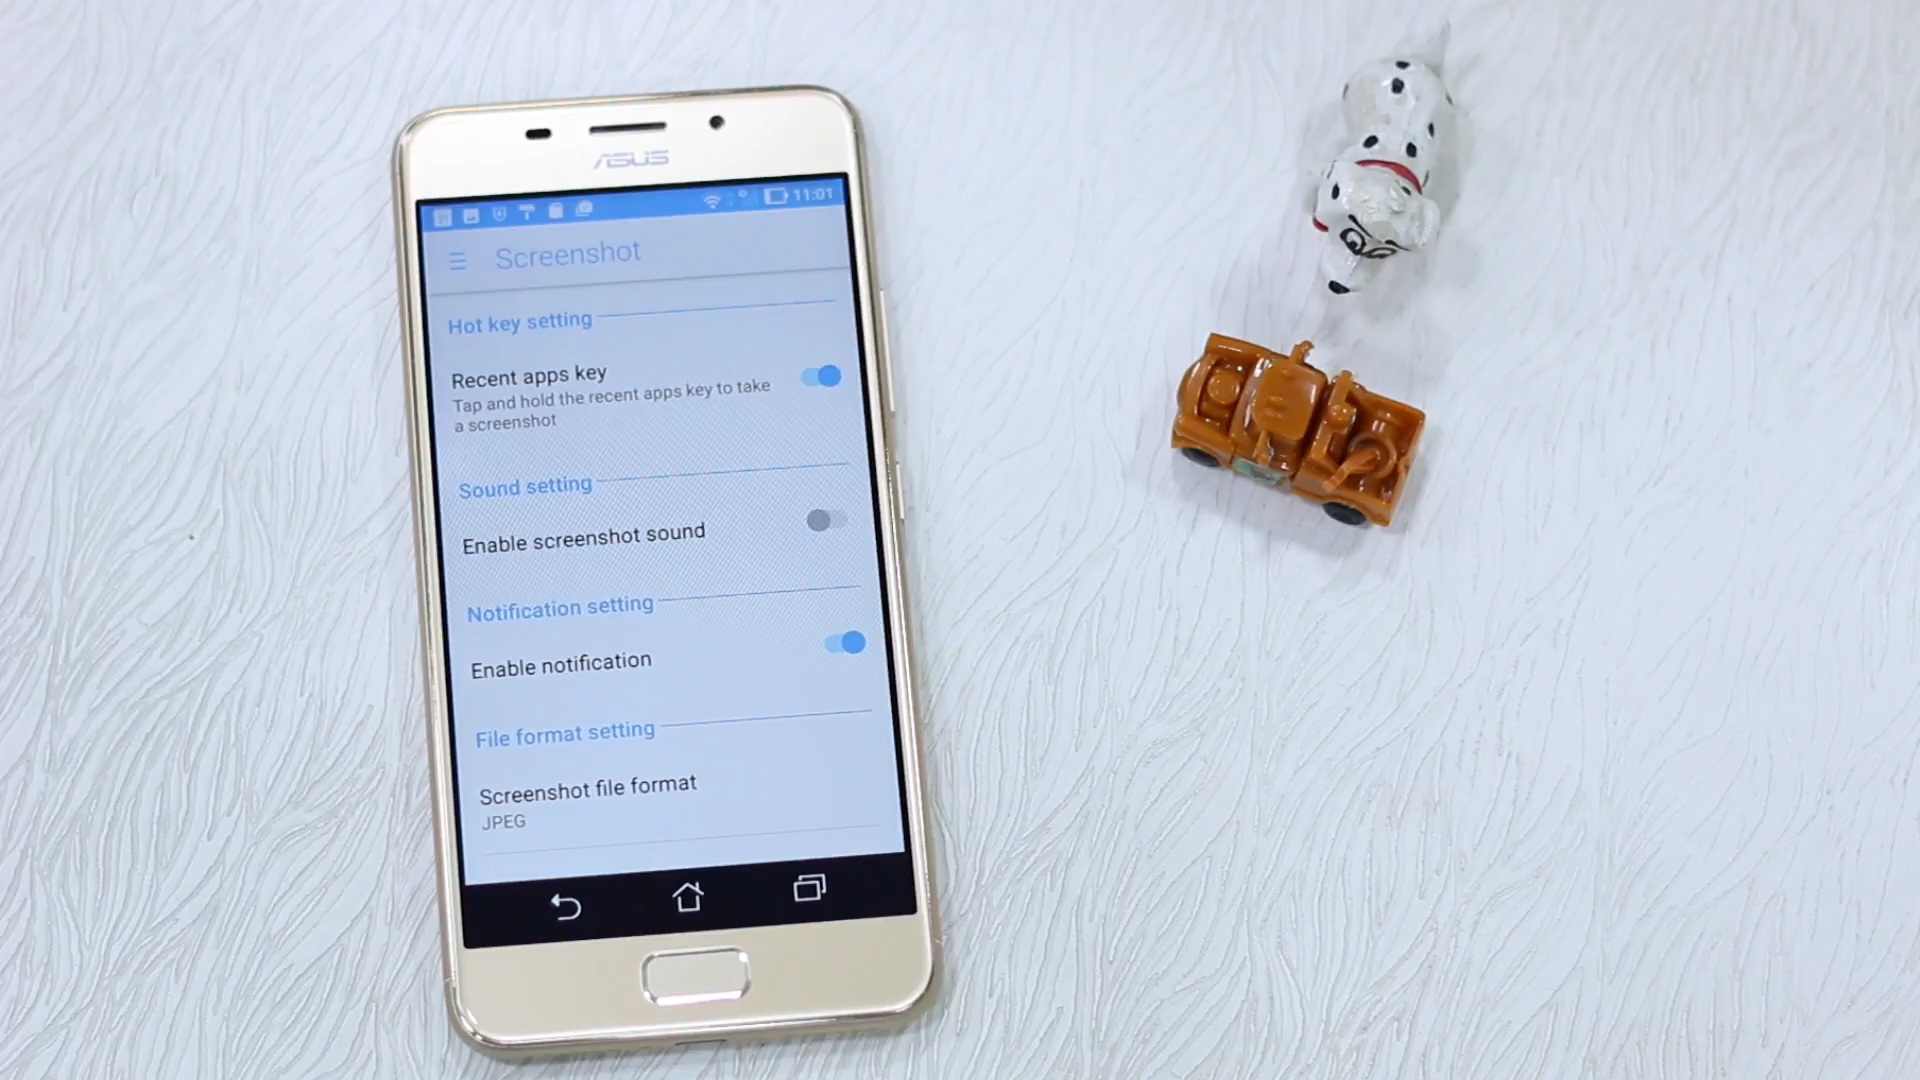 ASUS
11:01
Screenshot
Hot key setting
Recent apps key
Tap and hold the recent apps key to take
a screenshot
Sound setting
Enable screenshot sound
Notification setting
Enable notification
File format setting
Screenshot file format
JPEG